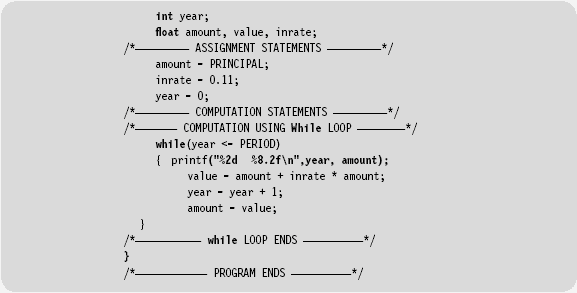 int year;
float amount, value, inrate;
/*———— ASSIGNMENT STATEMENTS ————*/
amount = PRINCIPAL;
inrate = 0.11;
year = 0;
/*———— COMPUTATION STATEMENTS ————*/
/*——— COMPUTATION USING While LOOP ————*/
while(year <= PERIOD)
{ printf("%2d %8.2f\n",year, amount);
value = amount + inrate * amount;
year = year + 1;
amount = value;
}
/*————— while LOOP ENDS —————*/
}
/*————— PROGRAM ENDS —————*/